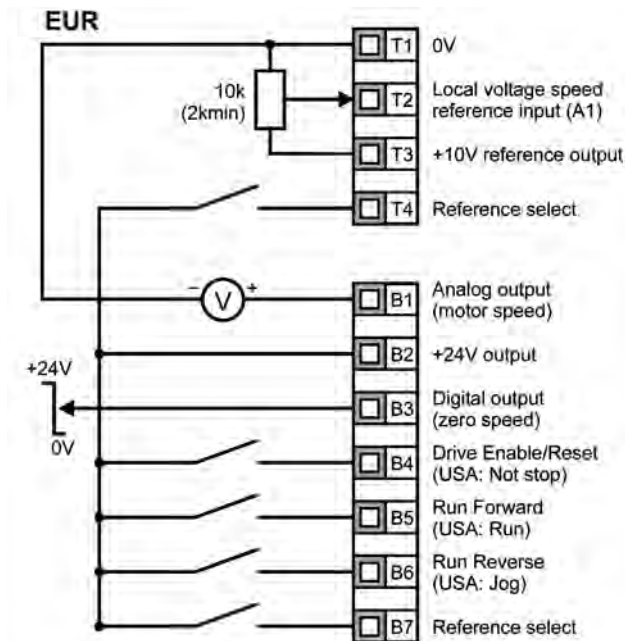 EUR
T1 0V
10k
(2kmin)
T2 Local voltage speed
reference input (A1)
T3 +10V reference output
T4 Reference select
− V +
B1 Analog output
(motor speed)
B2 +24V output
+24V
0V
B3 Digital output
(zero speed)
B4 Drive Enable/Reset
(USA: Not stop)
B5 Run Forward
(USA: Run)
B6 Run Reverse
(USA: Jog)
B7 Reference select